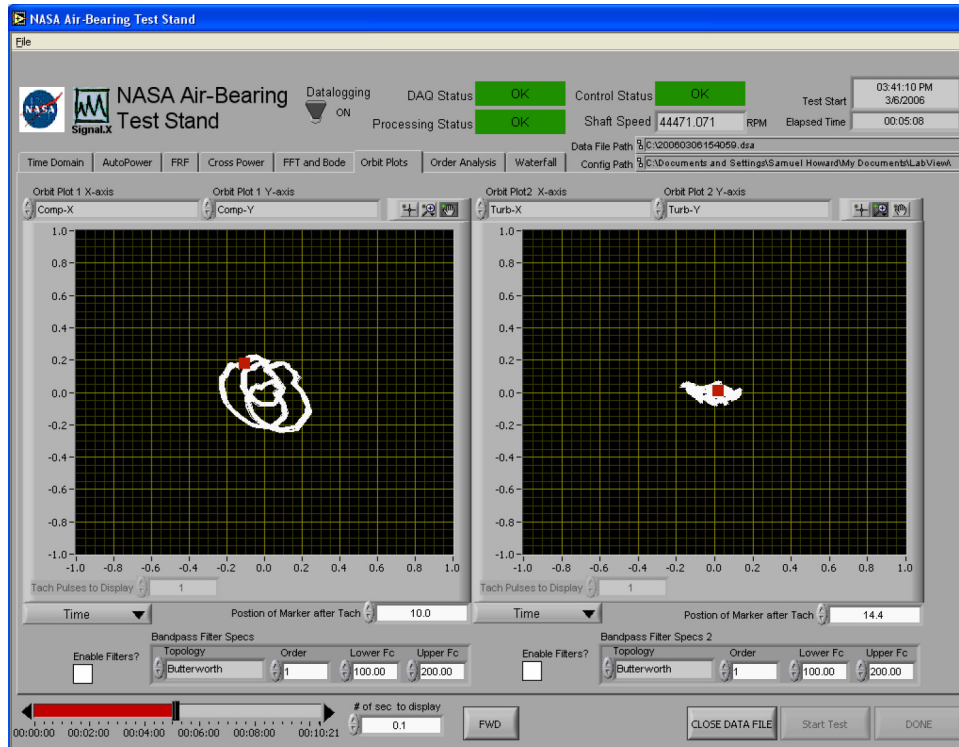 NASA Air-Bearing Test Stand
File
NASA
Signal.X
NASA Air-Bearing
Test Stand
Datalogging
ON
DAQ Status OK
Processing Status OK
Control Status OK
Shaft Speed 44471.071 RPM
Test Start 03:41:10 PM
3/6/2006
Elapsed Time 00:05:08
Data File Path C:\20060306154059.dsa
Config Path C:\Documents and Settings\Samuel Howard\My Documents\LabView\
Time Domain AutoPower FRF Cross Power FFT and Bode Orbit Plots Order Analysis Waterfall
Orbit Plot 1 X-axis Orbit Plot 1 Y-axis
Comp-X Comp-Y
1.0
0.8
0.6
0.4
0.2
0.0
-0.2
-0.4
-0.6
-0.8
-1.0
-1.0 -0.8 -0.6 -0.4 -0.2 0.0 0.2 0.4 0.6 0.8 1.0
Tach Pulses to Display 1
Time Postion of Marker after Tach 10.0
Bandpass Filter Specs
Enable Filters? Topology Order Lower Fc Upper Fc
Butterworth 1 100.00 200.00
Orbit Plot2 X-axis Orbit Plot 2 Y-axis
Turb-X Turb-Y
1.0
0.8
0.6
0.4
0.2
0.0
-0.2
-0.4
-0.6
-0.8
-1.0
-1.0 -0.8 -0.6 -0.4 -0.2 0.0 0.2 0.4 0.6 0.8 1.0
Tach Pulses to Display 1
Time Postion of Marker after Tach 14.4
Bandpass Filter Specs 2
Enable Filters? Topology Order Lower Fc Upper Fc
Butterworth 1 100.00 200.00
00:00:00 00:02:00 00:04:00 00:06:00 00:08:00 00:10:21
# of sec to display
0.1
FWD
CLOSE DATA FILE Start Test DONE